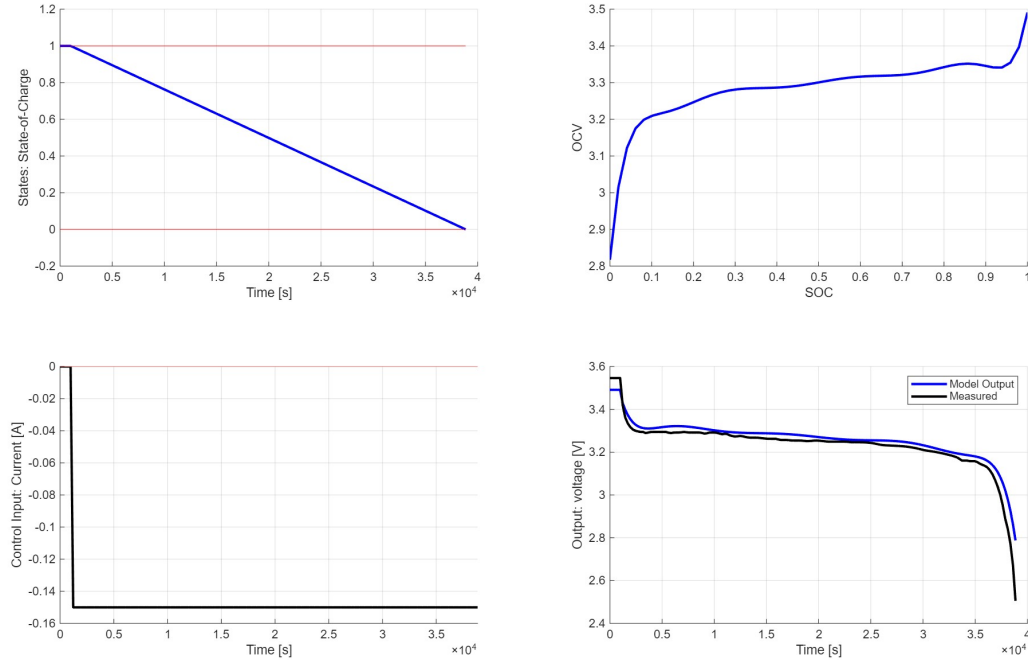 1.2
1
0.8
0.6
0.4
0.2
0
-0.2
States: State-of-Charge
0 0.5 1 1.5 2 2.5 3 3.5 4
Time [s]
×10⁴
3.5
3.4
3.3
3.2
3.1
3
2.9
2.8
OCV
0 0.1 0.2 0.3 0.4 0.5 0.6 0.7 0.8 0.9 1
SOC
0
-0.02
-0.04
-0.06
-0.08
-0.1
-0.12
-0.14
-0.16
Control Input: Current [A]
0 0.5 1 1.5 2 2.5 3 3.5
Time [s]
×10⁴
3.6
3.4
3.2
3
2.8
2.6
2.4
Output: voltage [V]
Model Output
Measured
0 0.5 1 1.5 2 2.5 3 3.5 4
Time [s]
×10⁴